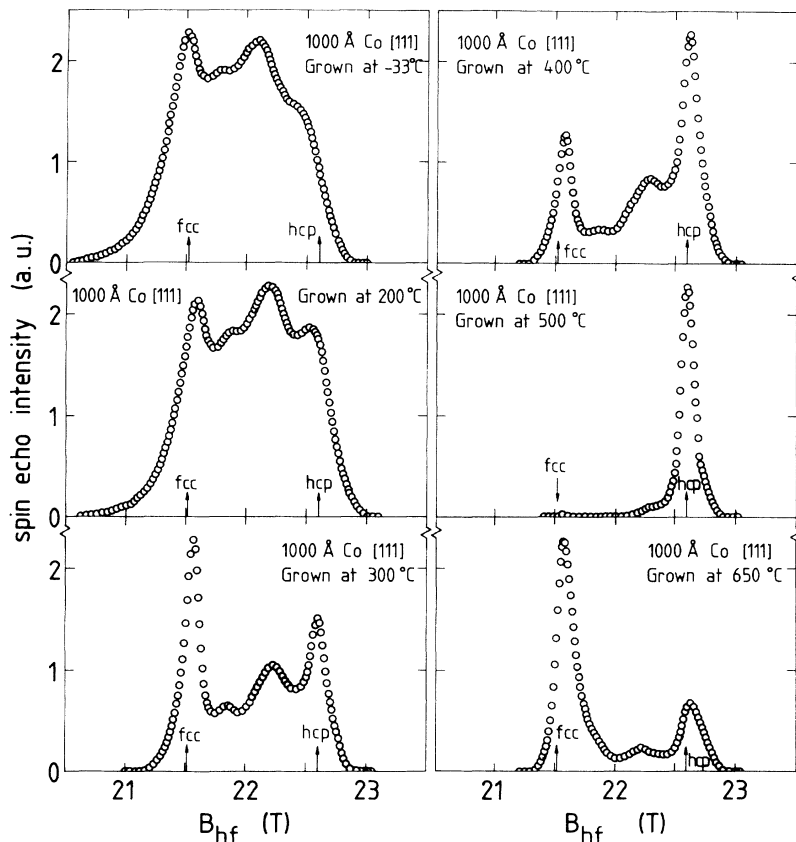 spin echo intensity (a. u.)
1000 Å Co [111]
Grown at -33°C
2
1
0
fcc
hcp
1000 Å Co [111]
Grown at 400 °C
fcc
hcp
1000 Å Co [111] Grown at 200°C
2
1
0
fcc
hcp
1000 Å Co [111]
Grown at 500 °C
fcc
hcp
1000 Å Co [111]
Grown at 300 °C
2
1
0
fcc
hcp
21 22 23
B hf (T)
1000 Å Co [111]
Grown at 650 °C
fcc
hcp
21 22 23
B hf (T)